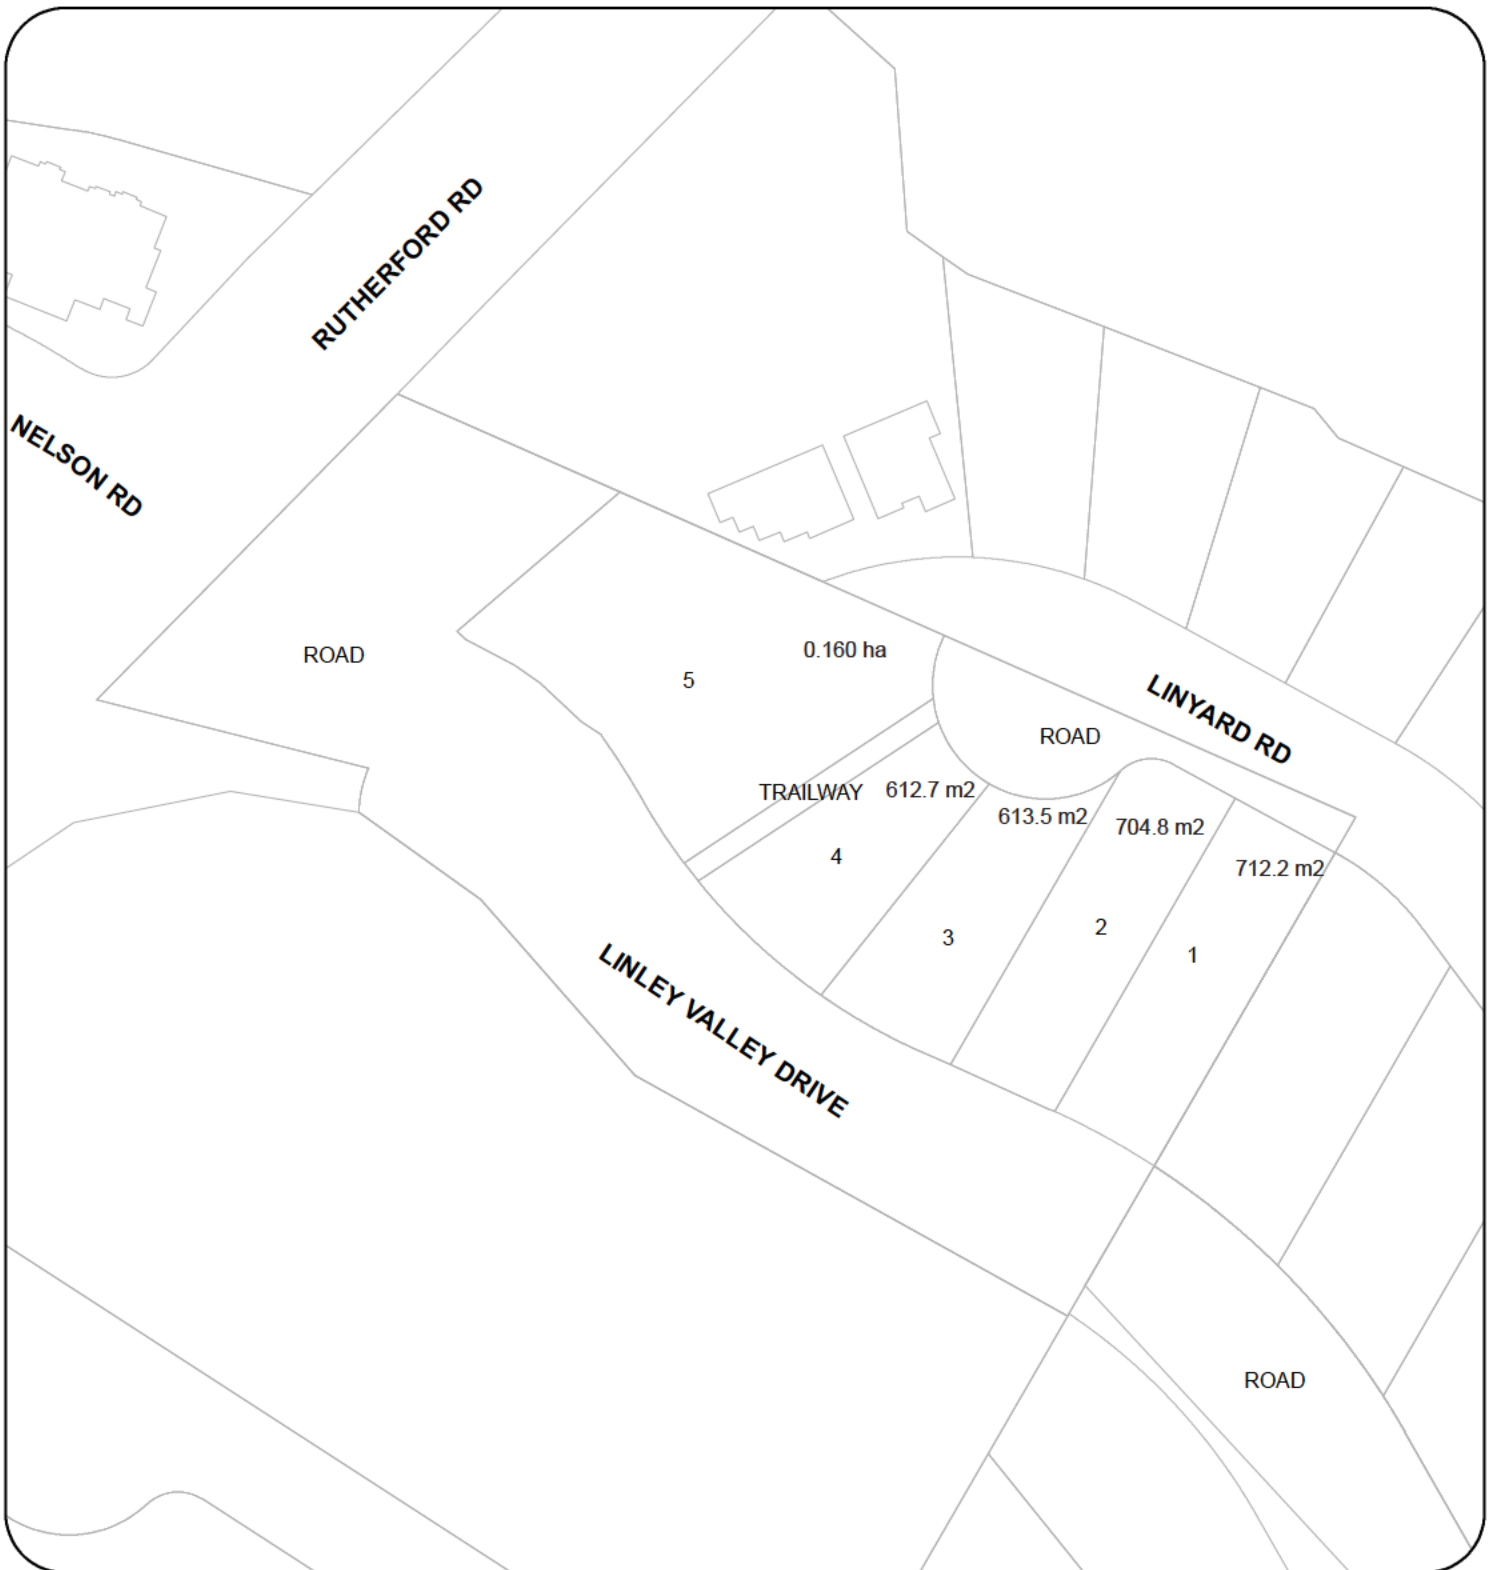 RUTHERFORD RD
NELSON RD
ROAD
0.160 ha
5
LINYARD RD
ROAD
TRAILWAY
612.7 m2
613.5 m2
704.8 m2
712.2 m2
4
3
2
1
LINLEY VALLEY DRIVE
ROAD